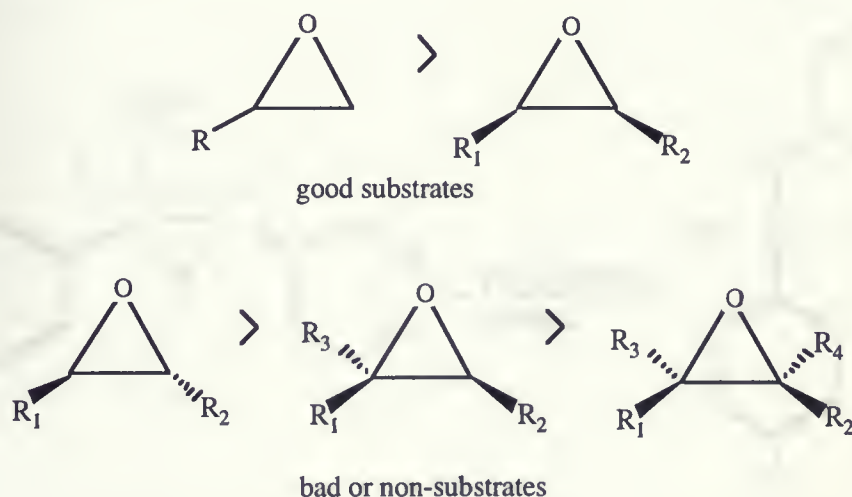 O > O
R R₁ R₂
good substrates
O > O > O
R₃ R₃ R₄
R₁ R₂ R₁ R₂ R₁ R₂
bad or non-substrates